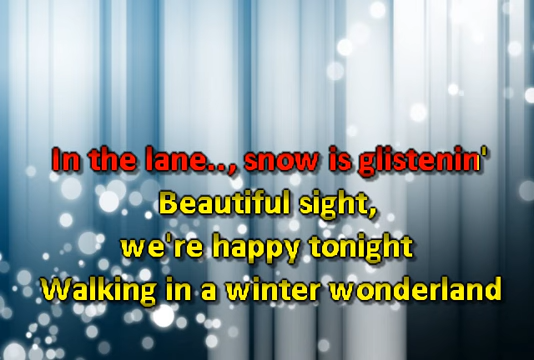 In the lane.., snow is glistenin'
Beautiful sight,
we're happy tonight
Walking in a winter wonderland